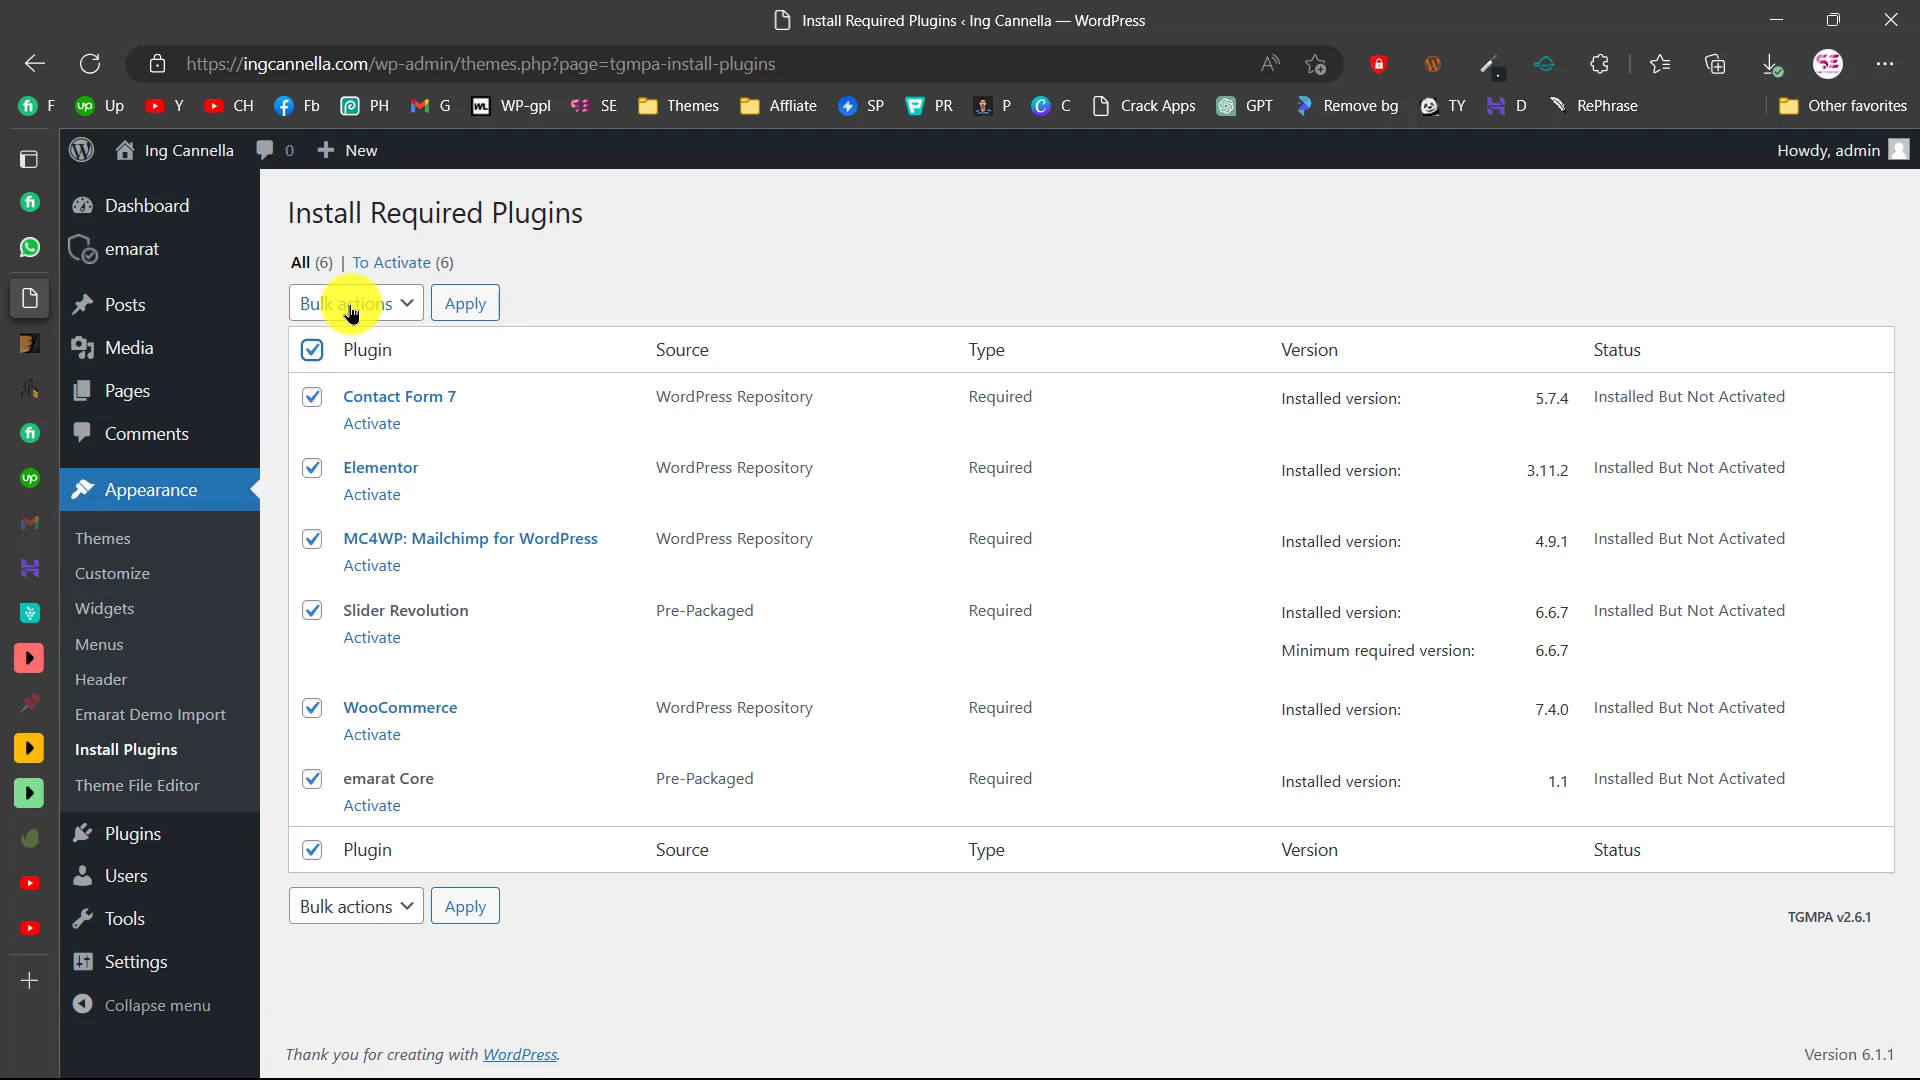 Install Required Plugins ‹ Ing Cannella — WordPress
https://ingcannella.com/wp-admin/themes.php?page=tgmpa-install-plugins
F Up Y CH Fb PH G WP-gpl SE Themes Affliate SP PR P C Crack Apps GPT Remove bg TY D RePhrase Other favorites
Ing Cannella 0 New Howdy, admin
Dashboard
emarat
Posts
Media
Pages
Comments
Appearance
Themes
Customize
Widgets
Menus
Header
Emarat Demo Import
Install Plugins
Theme File Editor
Plugins
Users
Tools
Settings
Collapse menu
Install Required Plugins
All (6) | To Activate (6)
Bulk actions Apply
Plugin Source Type Version Status
Contact Form 7 WordPress Repository Required Installed version: 5.7.4 Installed But Not Activated
Activate
Elementor WordPress Repository Required Installed version: 3.11.2 Installed But Not Activated
Activate
MC4WP: Mailchimp for WordPress WordPress Repository Required Installed version: 4.9.1 Installed But Not Activated
Activate
Slider Revolution Pre-Packaged Required Installed version: 6.6.7 Installed But Not Activated
Activate Minimum required version: 6.6.7
WooCommerce WordPress Repository Required Installed version: 7.4.0 Installed But Not Activated
Activate
emarat Core Pre-Packaged Required Installed version: 1.1 Installed But Not Activated
Activate
Plugin Source Type Version Status
Bulk actions Apply
TGMPA v2.6.1
Thank you for creating with WordPress. Version 6.1.1